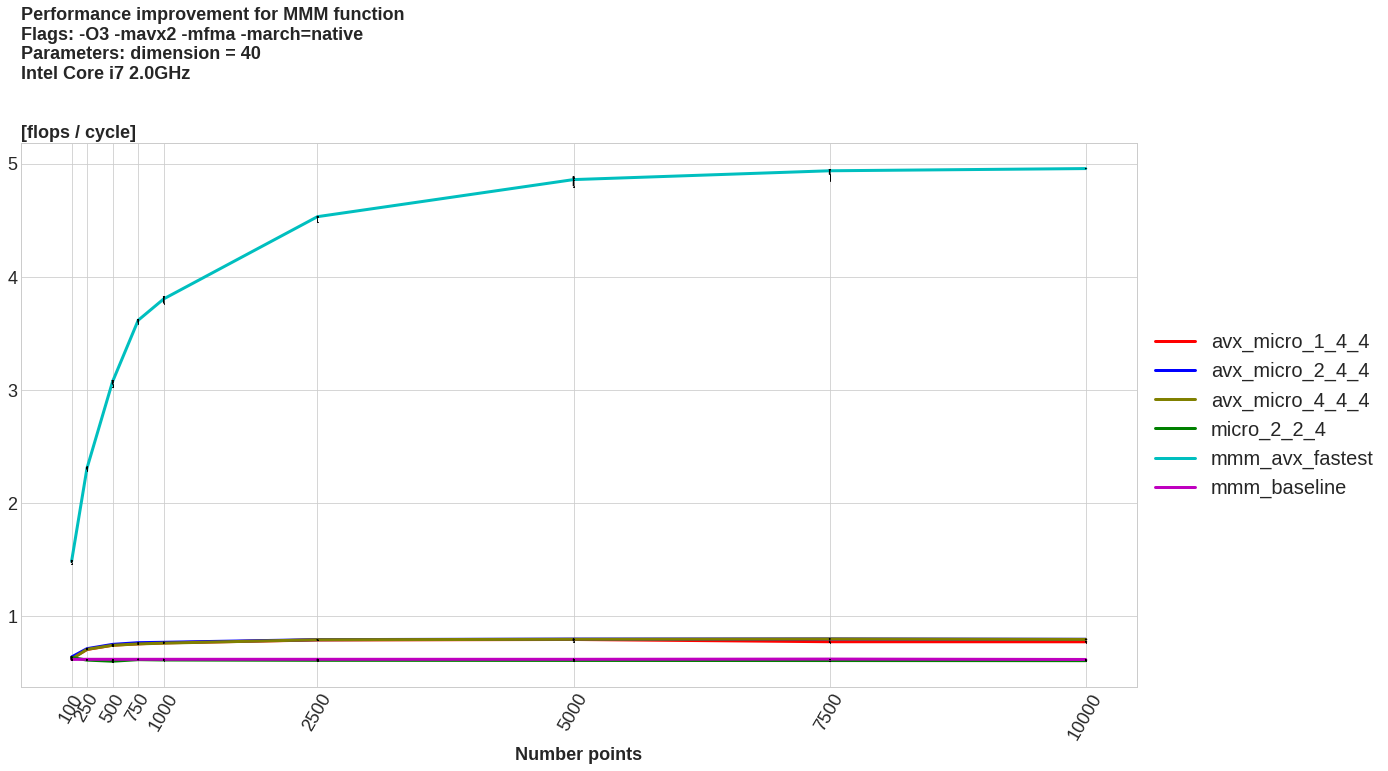 Performance improvement for MMM function
Flags: -O3 -mavx2 -mfma -march=native
Parameters: dimension = 40
Intel Core i7 2.0GHz
[flops / cycle]
5
4
3
2
1
avx_micro_1_4_4
avx_micro_2_4_4
avx_micro_4_4_4
micro_2_2_4
mmm_avx_fastest
mmm_baseline
100
250
500
750
1000
2500
5000
7500
10000
Number points